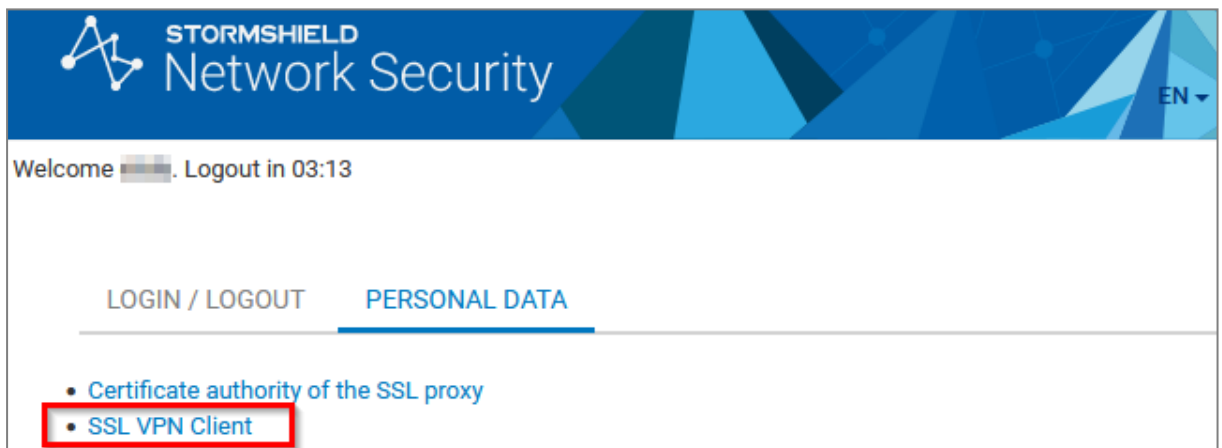 STORMSHIELD
Network Security
EN
Welcome . Logout in 03:13
LOGIN / LOGOUT PERSONAL DATA
• Certificate authority of the SSL proxy
• SSL VPN Client